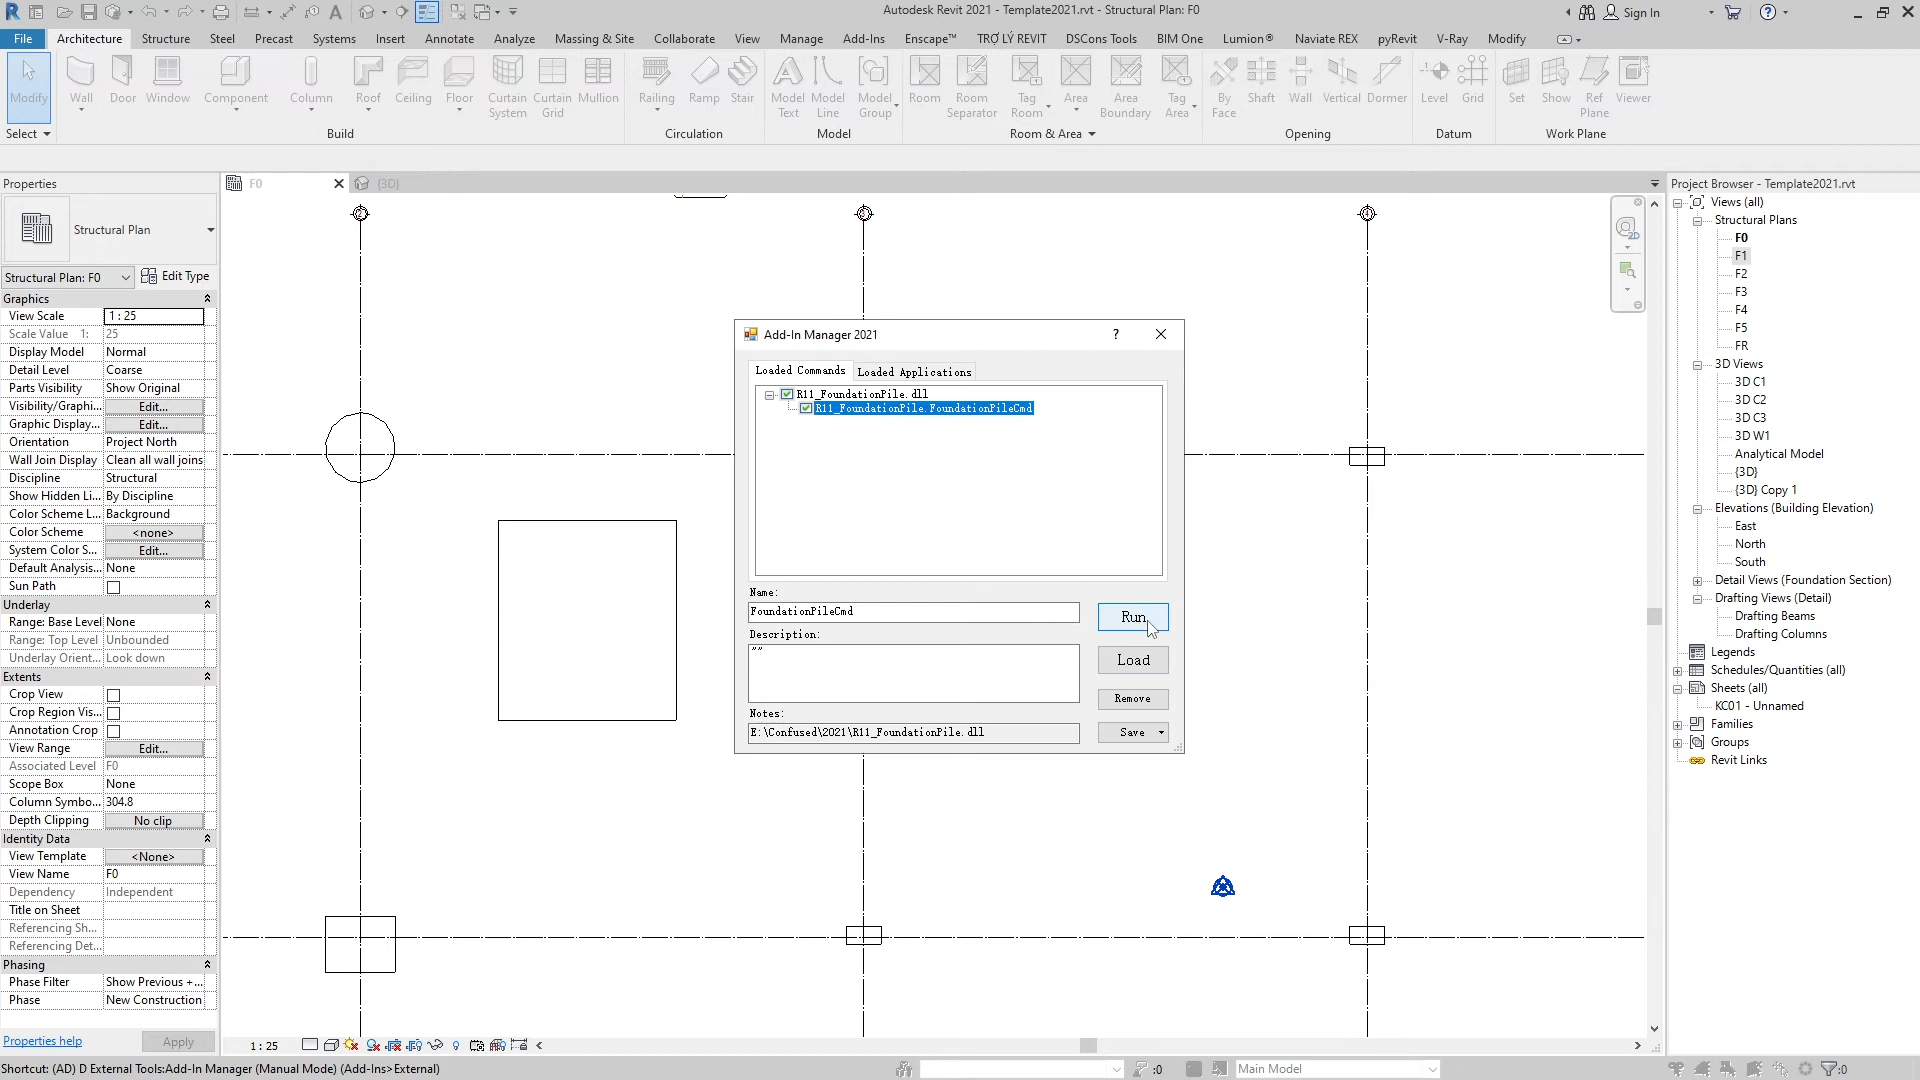 Autodesk Revit 2021 - Template2021.rvt - Structural Plan: F0
Sign In
File Architecture Structure Steel Precast Systems Insert Annotate Analyze Massing & Site Collaborate View Manage Add-Ins Enscape™ TRỢ LÝ REVIT DSCons Tools BIM One Lumion® Naviate REX pyRevit V-Ray Modify
Modify Wall Door Window Component Column Roof Ceiling Floor Curtain System Curtain Grid Mullion Railing Ramp Stair Model Text Model Line Model Group Room Room Separator Tag Room Area Area Boundary Tag Area By Face Shaft Wall Vertical Dormer Level Grid Set Show Ref Plane Viewer
Select Build Circulation Model Room & Area Opening Datum Work Plane
Properties
Structural Plan
Structural Plan: F0 Edit Type
Graphics
View Scale 1 : 25
Scale Value 1: 25
Display Model Normal
Detail Level Coarse
Parts Visibility Show Original
Visibility/Graphi... Edit...
Graphic Display... Edit...
Orientation Project North
Wall Join Display Clean all wall joins
Discipline Structural
Show Hidden Li... By Discipline
Color Scheme L... Background
Color Scheme <none>
System Color S... Edit...
Default Analysis... None
Sun Path
Underlay
Range: Base Level None
Range: Top Level Unbounded
Underlay Orient... Look down
Extents
Crop View
Crop Region Vis...
Annotation Crop
View Range Edit...
Associated Level F0
Scope Box None
Column Symbo... 304.8
Depth Clipping No clip
Identity Data
View Template <None>
View Name F0
Dependency Independent
Title on Sheet
Referencing Sh...
Referencing Det...
Phasing
Phase Filter Show Previous +...
Phase New Construction
Properties help Apply
F0 {3D}
2 3 4
Add-In Manager 2021 ?
Loaded Commands Loaded Applications
R11_FoundationPile.dll
R11_FoundationPile.FoundationPileCmd
Name:
FoundationPileCmd
Run
Description:
""
Load
Remove
Notes:
E:\Confused\2021\R11_FoundationPile.dll
Save
2D
Project Browser - Template2021.rvt
Views (all)
Structural Plans
F0
F1
F2
F3
F4
F5
FR
3D Views
3D C1
3D C2
3D C3
3D W1
Analytical Model
{3D}
{3D} Copy 1
Elevations (Building Elevation)
East
North
South
Detail Views (Foundation Section)
Drafting Views (Detail)
Drafting Beams
Drafting Columns
Legends
Schedules/Quantities (all)
Sheets (all)
KC01 - Unnamed
Families
Groups
Revit Links
1 : 25
Shortcut: (AD) D External Tools:Add-In Manager (Manual Mode) (Add-Ins>External)
:0
Main Model
:0